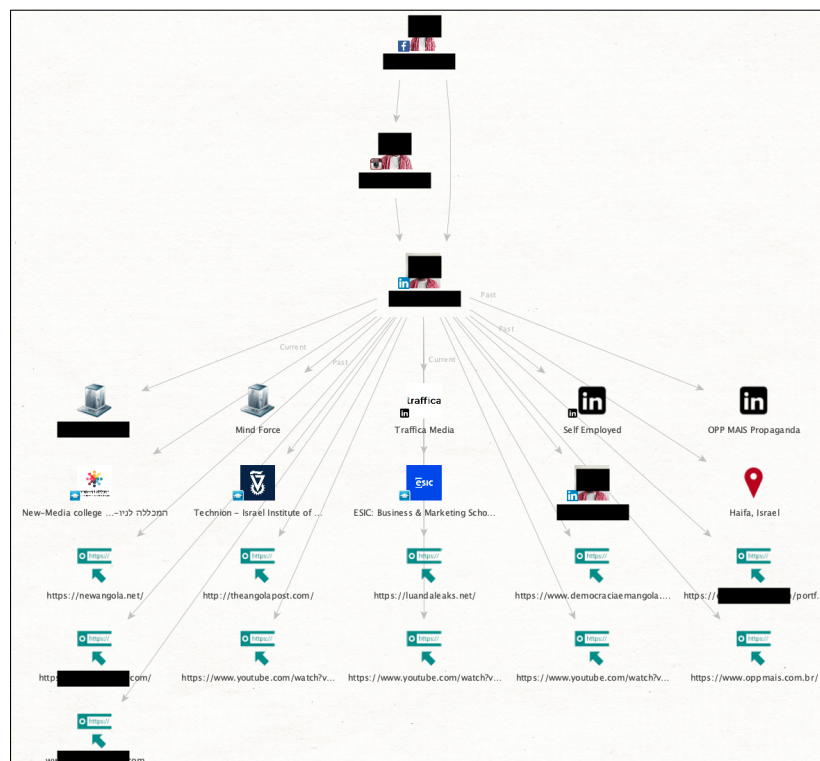 Past
Current
Past
Past
Current
traffica
Mind Force
Traffica Media
Self Employed
OPP MAIS Propaganda
esic
New-Media college ...-המכללה לניו
Technion - Israel Institute of ...
ESIC: Business & Marketing Scho...
Haifa, Israel
https://
https://
https://
https://
https://
https://newangola.net/
http://theangolapost.com/
https://luandaleaks.net/
https://www.democraciaemangola....
https:/ /portf.
https://
https://
https://
https://
https://
http com/
https://www.youtube.com/watch?v...
https://www.youtube.com/watch?v...
https://www.youtube.com/watch?v...
https://www.oppmais.com.br/
https://